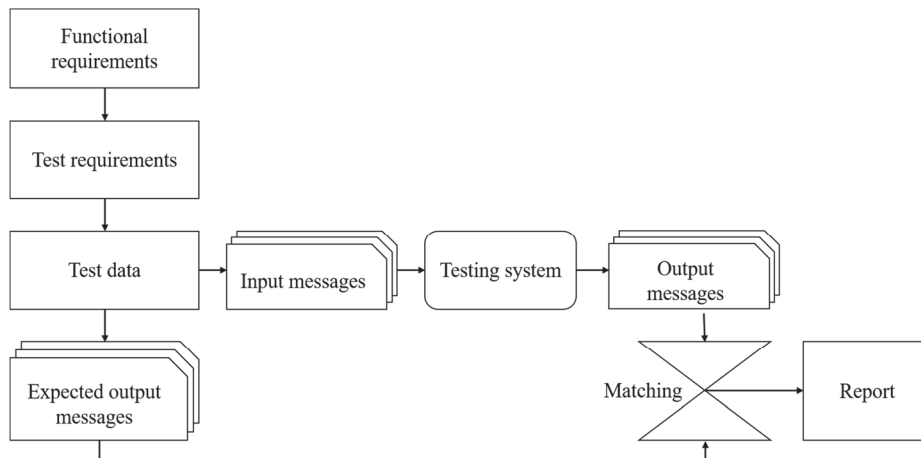 Functional
requirements
Test requirements
Test data
Input messages
Testing system
Output
messages
Expected output
messages
Matching
Report